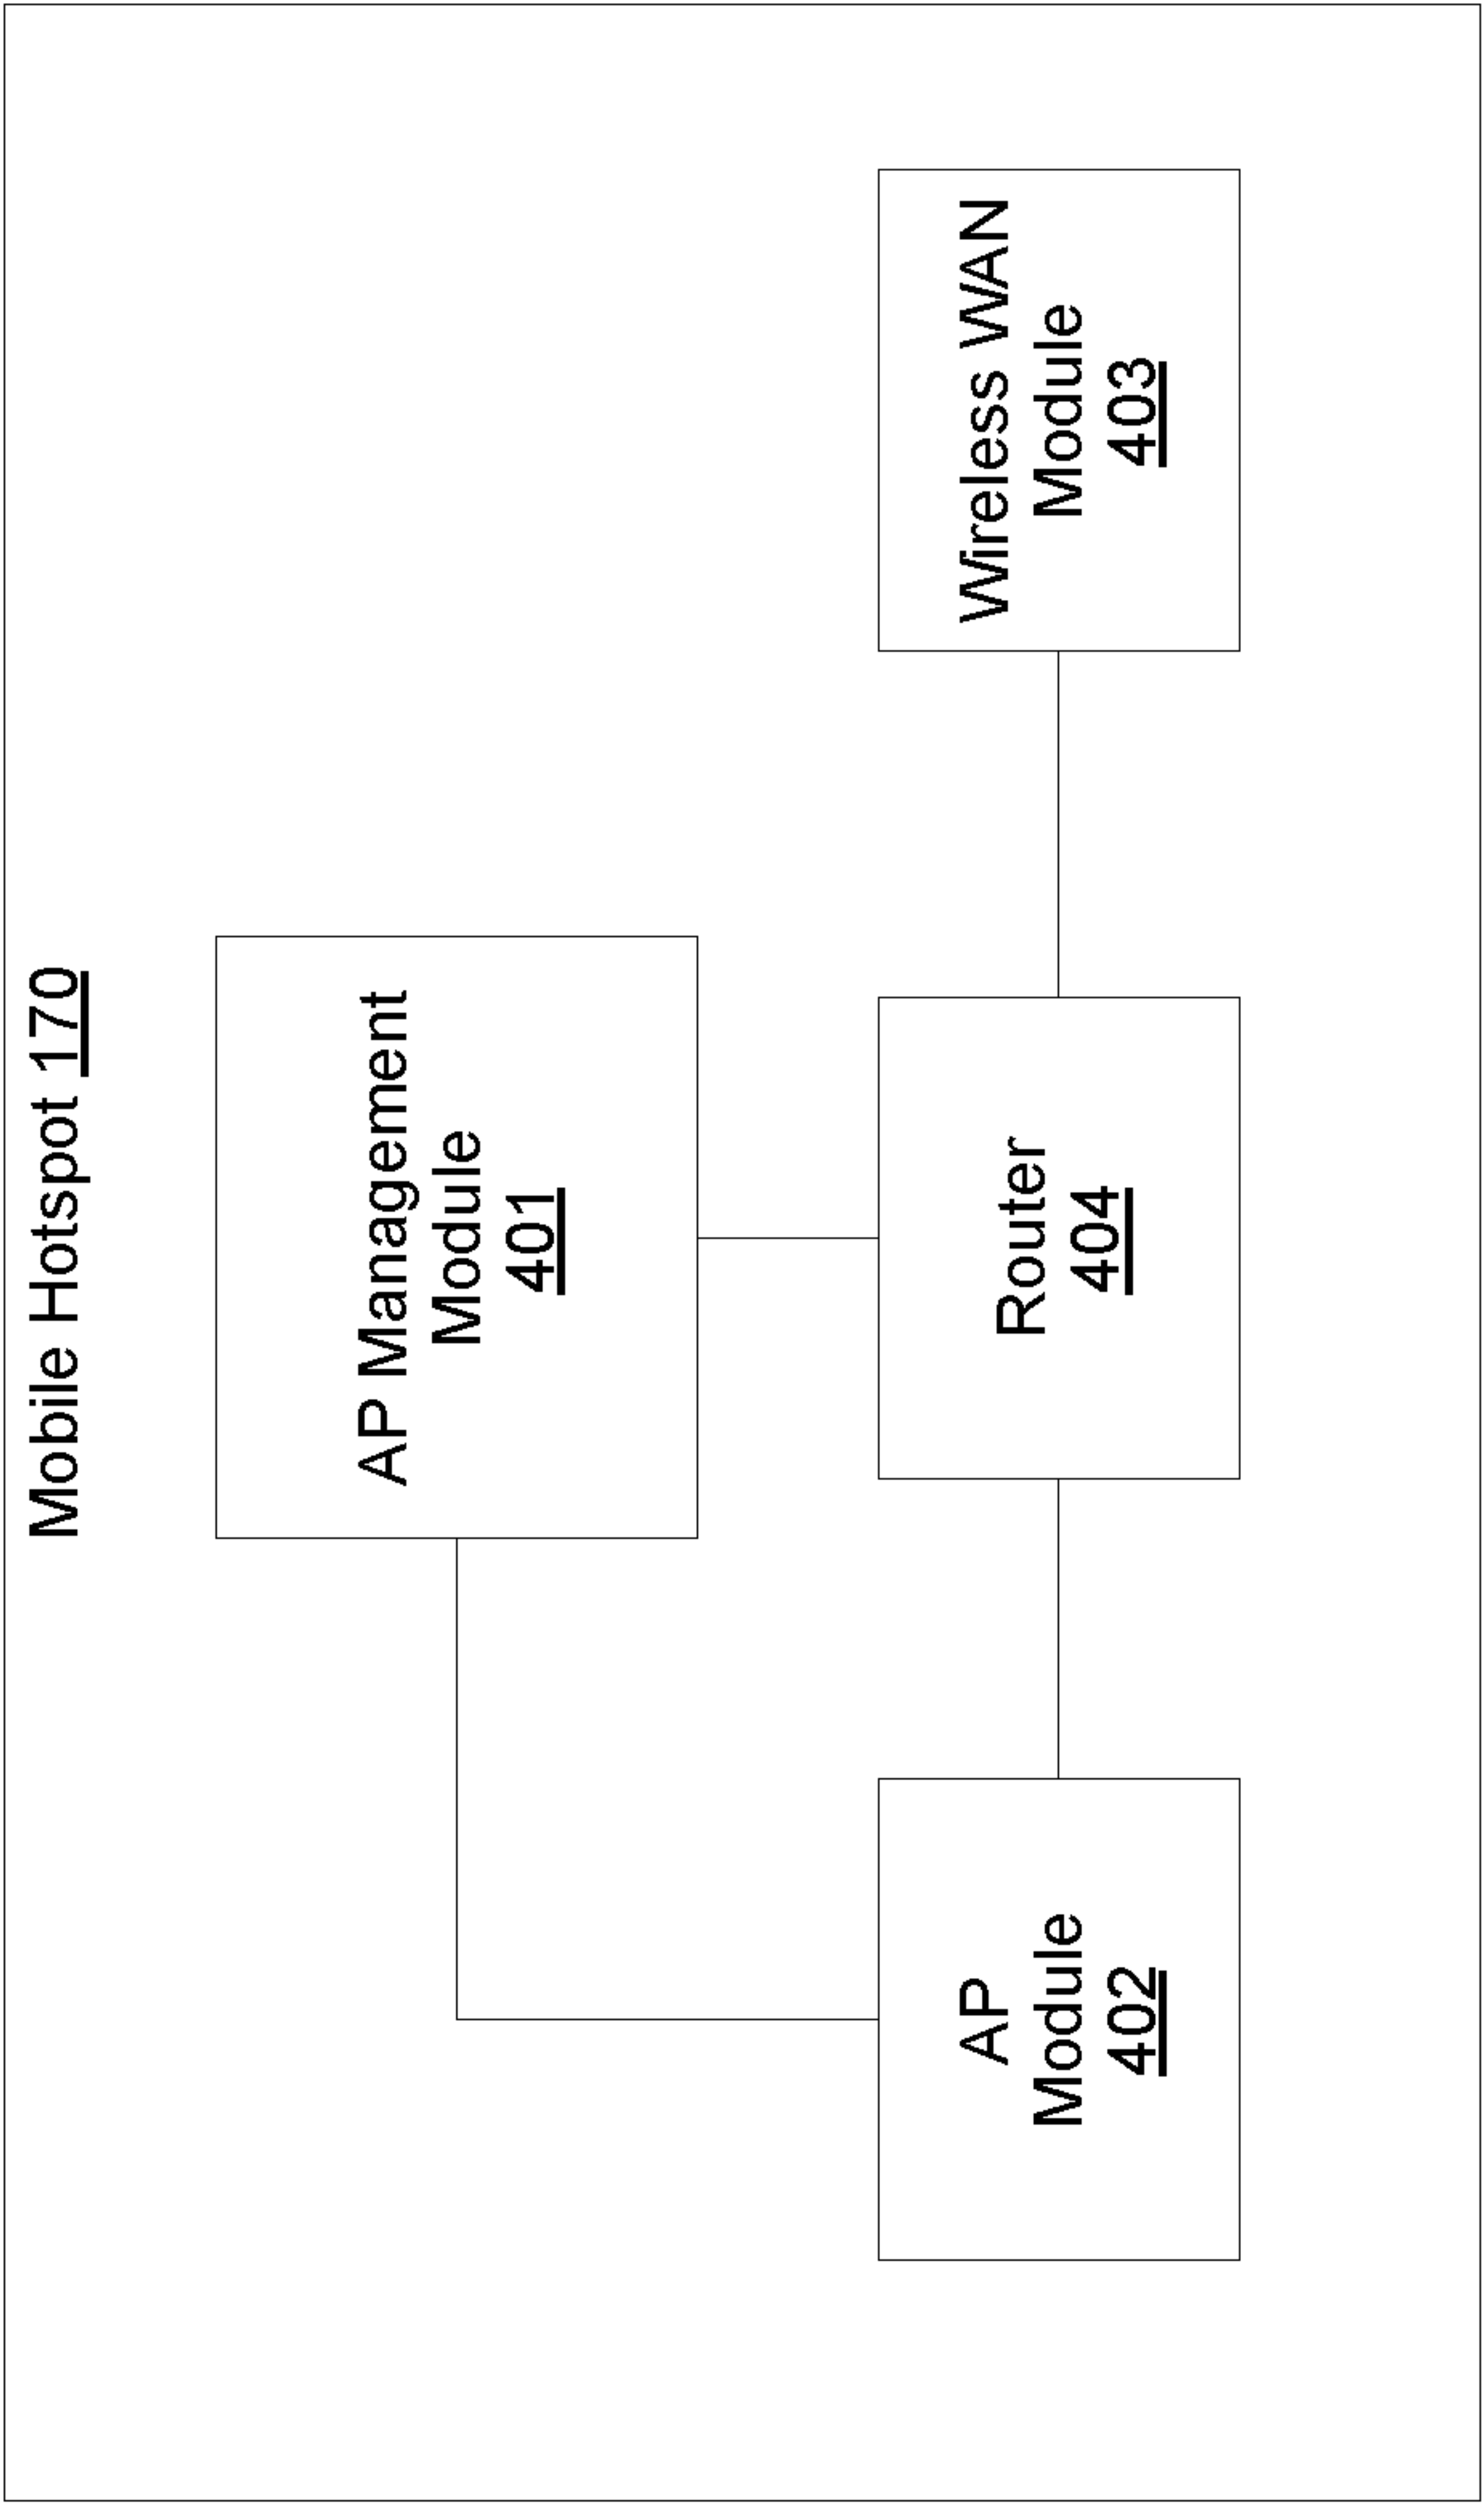 Mobile Hotspot 170
AP Management
Module
401
AP
Module
402
Router
404
Wireless WAN
Module
403